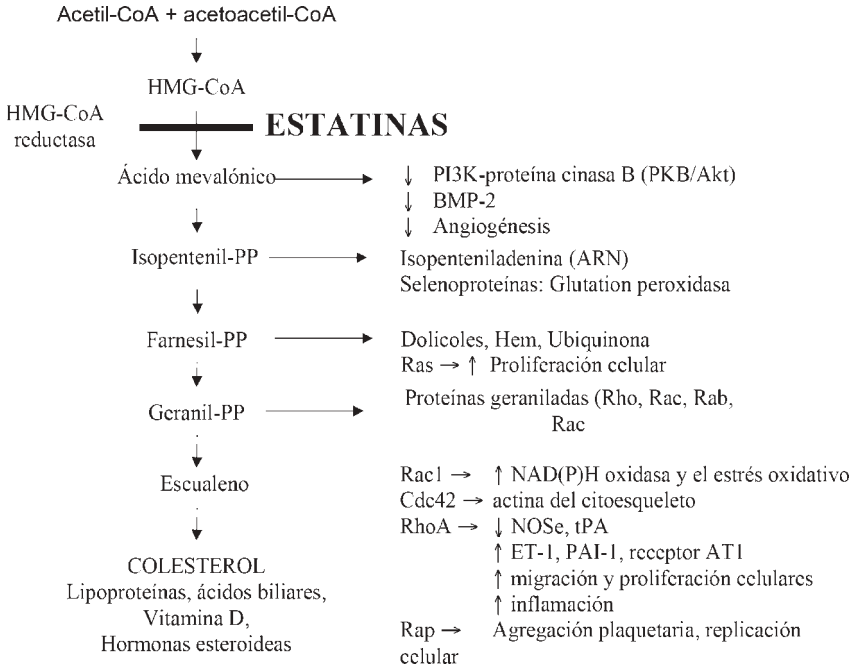 Acetil-CoA + acetoacetil-CoA
HMG-CoA
HMG-CoA
reductasa
ESTATINAS
Ácido mevalónico
↓ PI3K-proteína cinasa B (PKB/Akt)
↓ BMP-2
↓ Angiogénesis
Isopentenil-PP
Isopenteniladenina (ARN)
Selenoproteínas: Glutation peroxidasa
Farnesil-PP
Dolicoles, Hem, Ubiquinona
Ras → ↑ Proliferación celular
Geranil-PP
Proteínas geraniladas (Rho, Rac, Rab,
Rac
Escualeno
Rac1 → ↑ NAD(P)H oxidasa y el estrés oxidativo
Cdc42 → actina del citoesqueleto
RhoA → ↓ NOSe, tPA
↑ ET-1, PAI-1, receptor AT1
↑ migración y proliferación celulares
↑ inflamación
Rap → Agregación plaquetaria, replicación
celular
COLESTEROL
Lipoproteínas, ácidos biliares,
Vitamina D,
Hormonas esteroideas